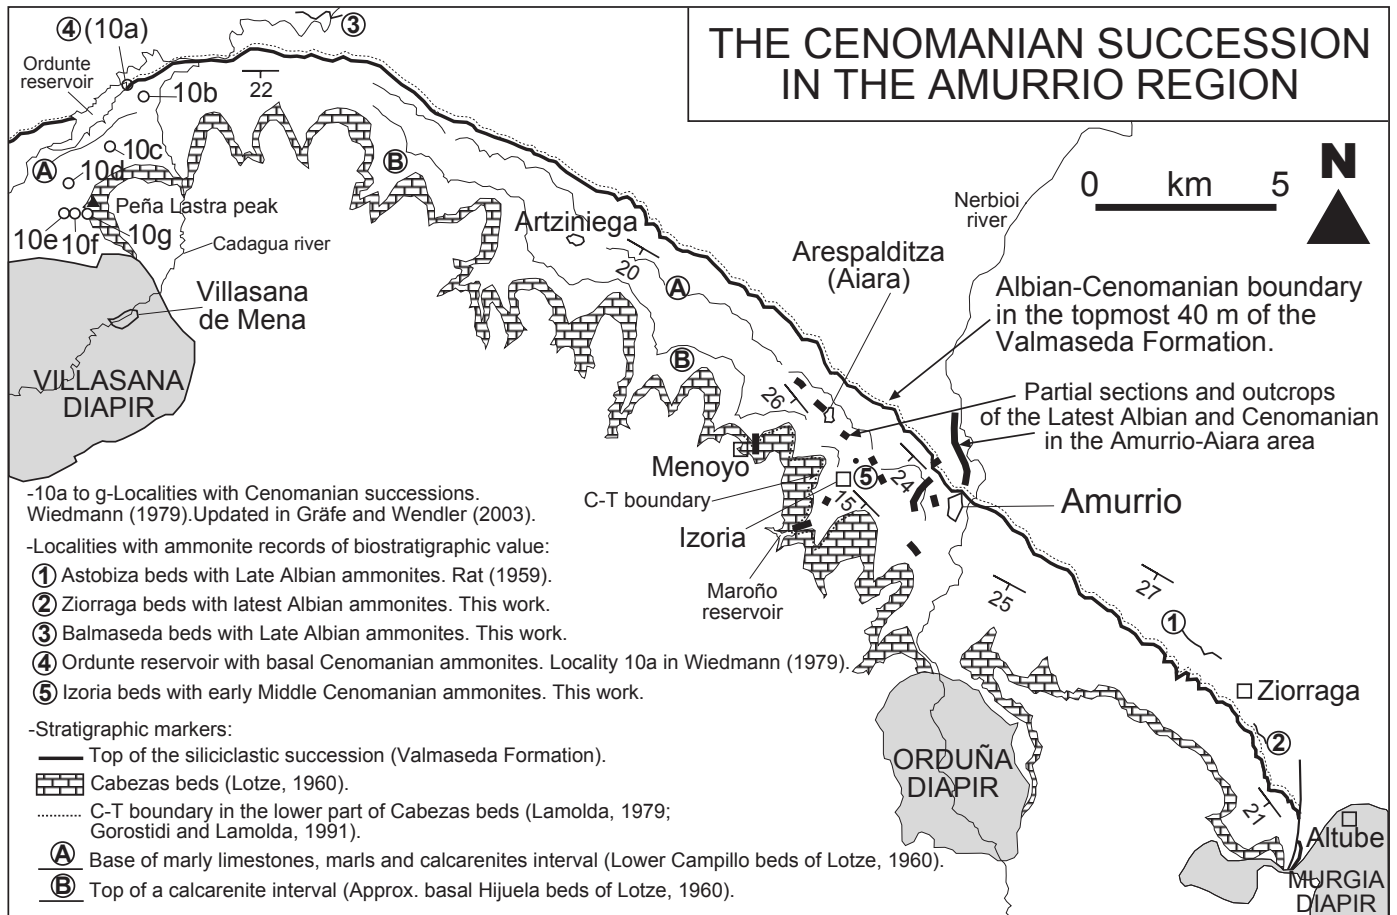 THE CENOMANIAN SUCCESSION
IN THE AMURRIO REGION
4 (10a)
3
Ordunte
reservoir
10b
22
10c
A
10d
B
Peña Lastra peak
10e
10f
10g
Cadagua river
Villasana
de Mena
VILLASANA
DIAPIR
Artziniega
20
A
B
Nerbioi
river
0 km 5
N
Arespalditza
(Aiara)
Albian-Cenomanian boundary
in the topmost 40 m of the
Valmaseda Formation.
26
Partial sections and outcrops
of the Latest Albian and Cenomanian
in the Amurrio-Aiara area
Menoyo
C-T boundary
5
24
15
Izoria
Amurrio
Maroño
reservoir
25
27
1
Ziorraga
2
ORDUÑA
DIAPIR
21
Altube
MURGIA
DIAPIR
-10a to g-Localities with Cenomanian successions.
Wiedmann (1979).Updated in Gräfe and Wendler (2003).
-Localities with ammonite records of biostratigraphic value:
1 Astobiza beds with Late Albian ammonites. Rat (1959).
2 Ziorraga beds with latest Albian ammonites. This work.
3 Balmaseda beds with Late Albian ammonites. This work.
4 Ordunte reservoir with basal Cenomanian ammonites. Locality 10a in Wiedmann (1979).
5 Izoria beds with early Middle Cenomanian ammonites. This work.
-Stratigraphic markers:
Top of the siliciclastic succession (Valmaseda Formation).
Cabezas beds (Lotze, 1960).
C-T boundary in the lower part of Cabezas beds (Lamolda, 1979;
Gorostidi and Lamolda, 1991).
A Base of marly limestones, marls and calcarenites interval (Lower Campillo beds of Lotze, 1960).
B Top of a calcarenite interval (Approx. basal Hijuela beds of Lotze, 1960).